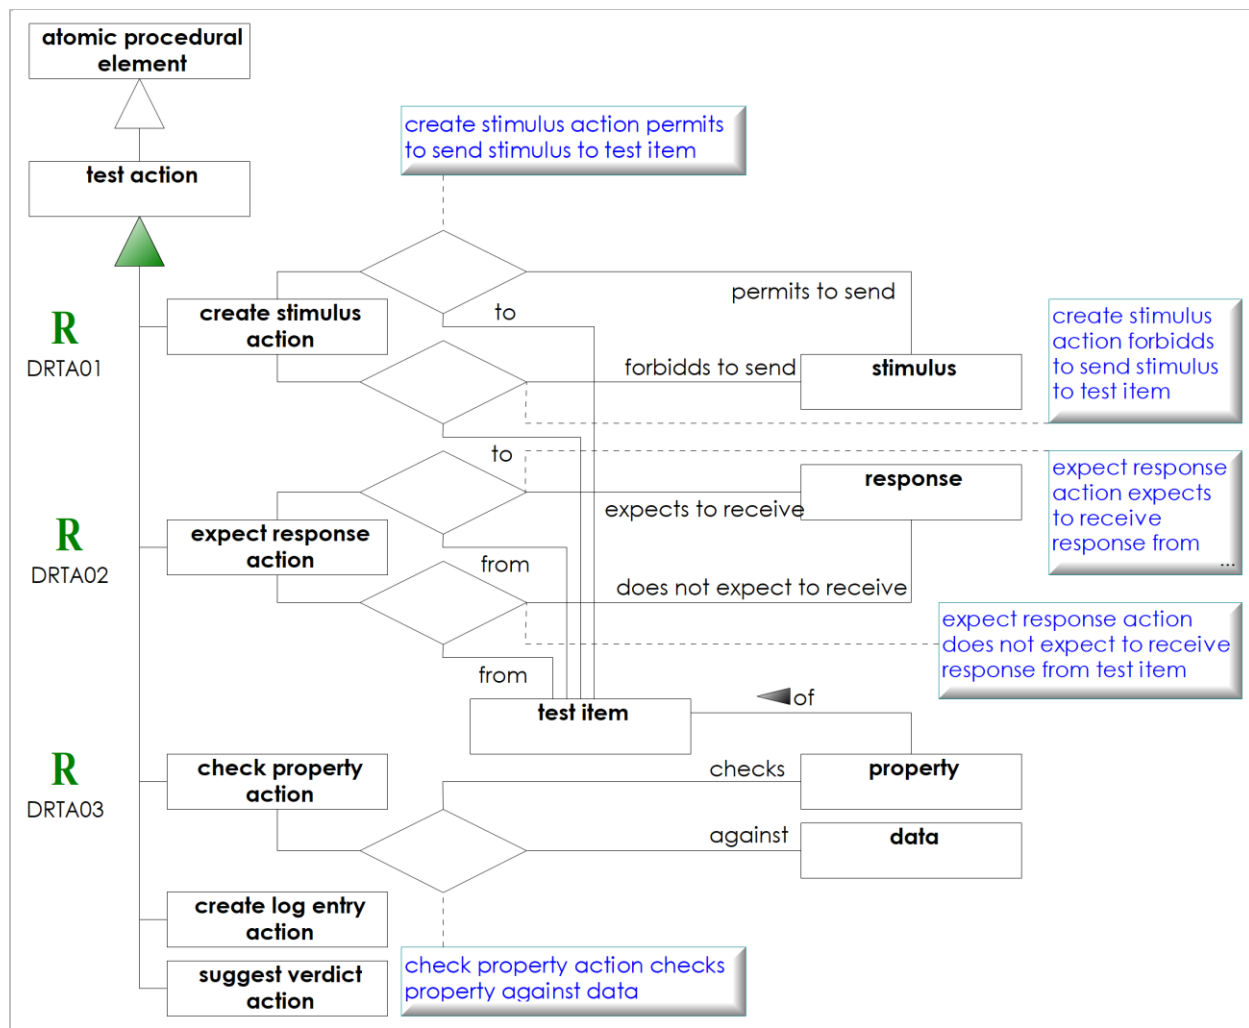 atomic procedural
element
create stimulus action permits
to send stimulus to test item
test action
permits to send
to
create stimulus
action
R
DRTA01
create stimulus
action forbidds
to send stimulus
to test item
forbidds to send
stimulus
to
response
expect response
action expects
to receive
response from
...
expects to receive
R
DRTA02
expect response
action
from
does not expect to receive
expect response action
does not expect to receive
response from test item
from
of
test item
R
DRTA03
check property
action
checks
property
against
data
create log entry
action
check property action checks
property against data
suggest verdict
action